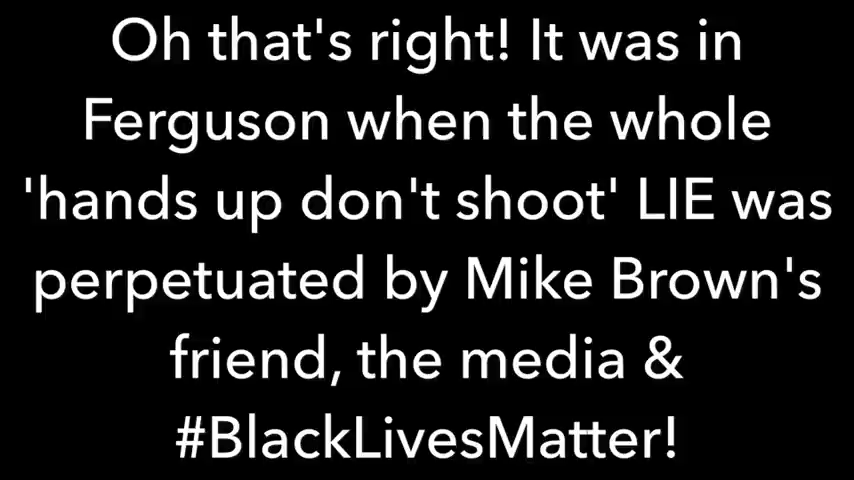 Oh that's right! It was in
Ferguson when the whole
'hands up don't shoot' LIE was
perpetuated by Mike Brown's
friend, the media &
#BlackLivesMatter!